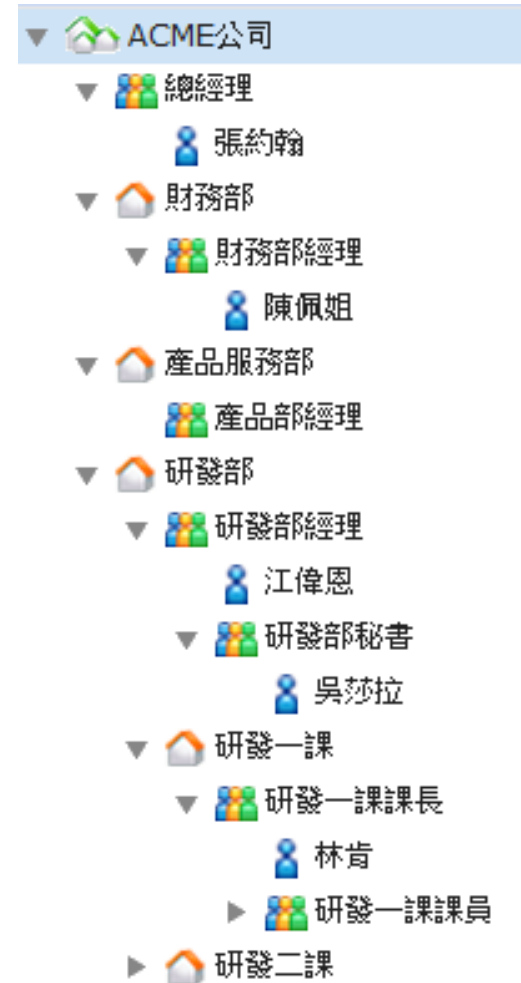 ACME公司
總經理
張約翰
財務部
財務部經理
陳佩姐
產品服務部
產品部經理
研發部
研發部經理
江偉恩
研發部秘書
吳莎拉
研發一課
研發一課課長
林肯
研發一課課員
研發二課